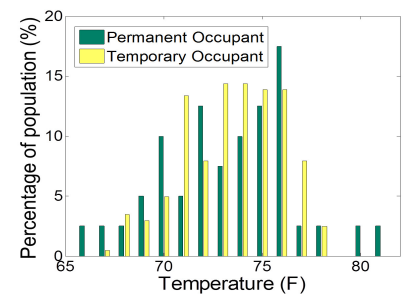 20
15
10
5
0
Percentage of population (%)
Permanent Occupant
Temporary Occupant
65 70 75 80
Temperature (F)